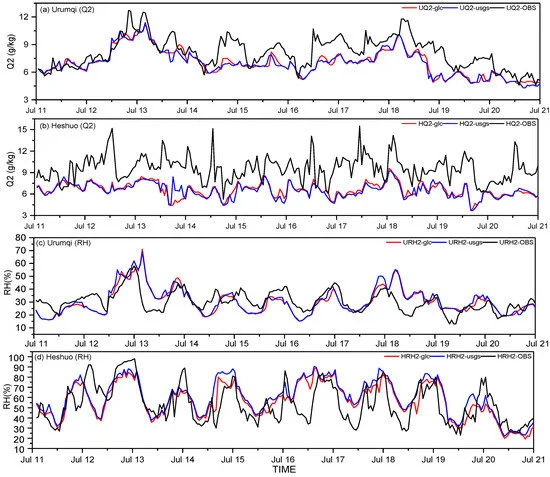 (a) Urumqi (Q2) UQ2-glc UQ2-usgs UQ2-OBS
12
9
6
3
Q2 (g/kg)
Jul 11 Jul 12 Jul 13 Jul 14 Jul 15 Jul 16 Jul 17 Jul 18 Jul 19 Jul 20 Jul 21
(b) Heshuo (Q2) HQ2-glc HQ2-usgs HQ2-OBS
15
12
9
6
3
Q2 (g/kg)
Jul 11 Jul 12 Jul 13 Jul 14 Jul 15 Jul 16 Jul 17 Jul 18 Jul 19 Jul 20 Jul 21
80
(c) Urumqi (RH) URH2-glc URH2-usgs URH2-OBS
70
60
50
40
30
20
10
RH(%)
Jul 11 Jul 12 Jul 13 Jul 14 Jul 15 Jul 16 Jul 17 Jul 18 Jul 19 Jul 20 Jul 21
(d) Heshuo (RH) HRH2-glc HRH2-usgs HRH2-OBS
100
90
80
70
60
50
40
30
20
10
RH(%)
Jul 11 Jul 12 Jul 13 Jul 14 Jul 15 Jul 16 Jul 17 Jul 18 Jul 19 Jul 20 Jul 21
TIME